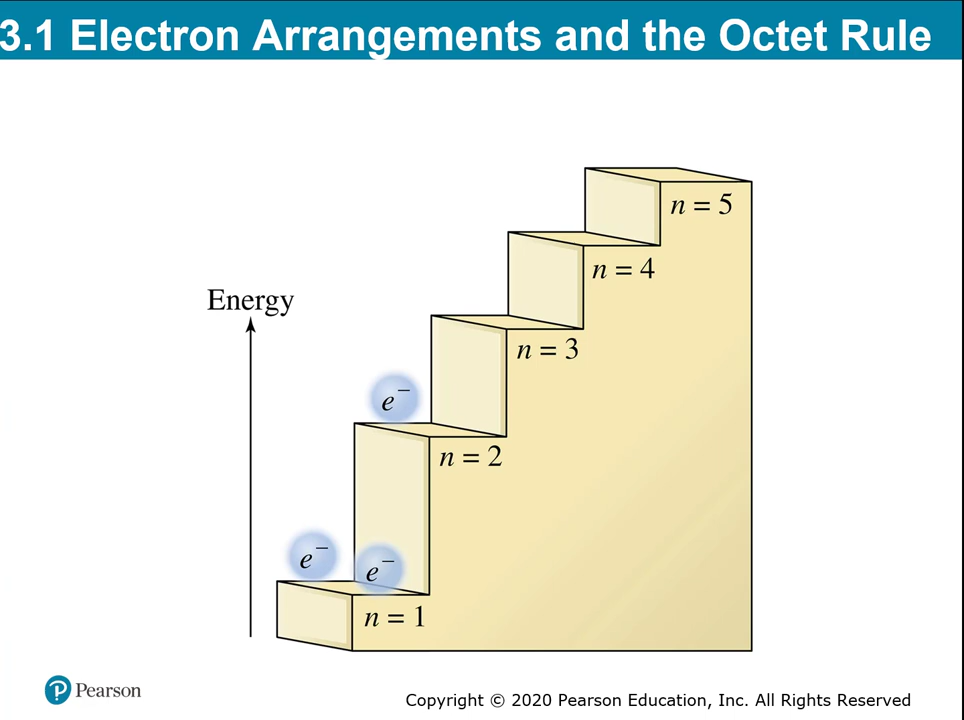 3.1 Electron Arrangements and the Octet Rule
n = 5
n = 4
Energy
n = 3
e⁻
n = 2
e⁻
e⁻
n = 1
Pearson
Copyright © 2020 Pearson Education, Inc. All Rights Reserved